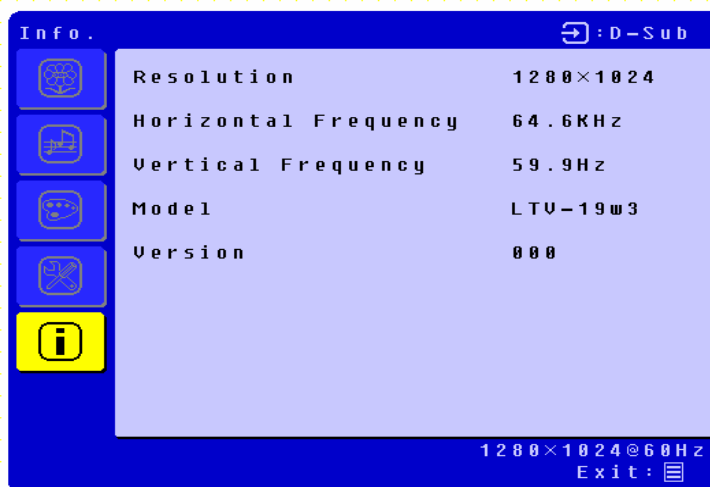 Info.
:D-Sub
Resolution 1280×1024
Horizontal Frequency 64.6KHz
Vertical Frequency 59.9Hz
Model LTV-19w3
Version 000
1280×1024@60Hz
Exit: